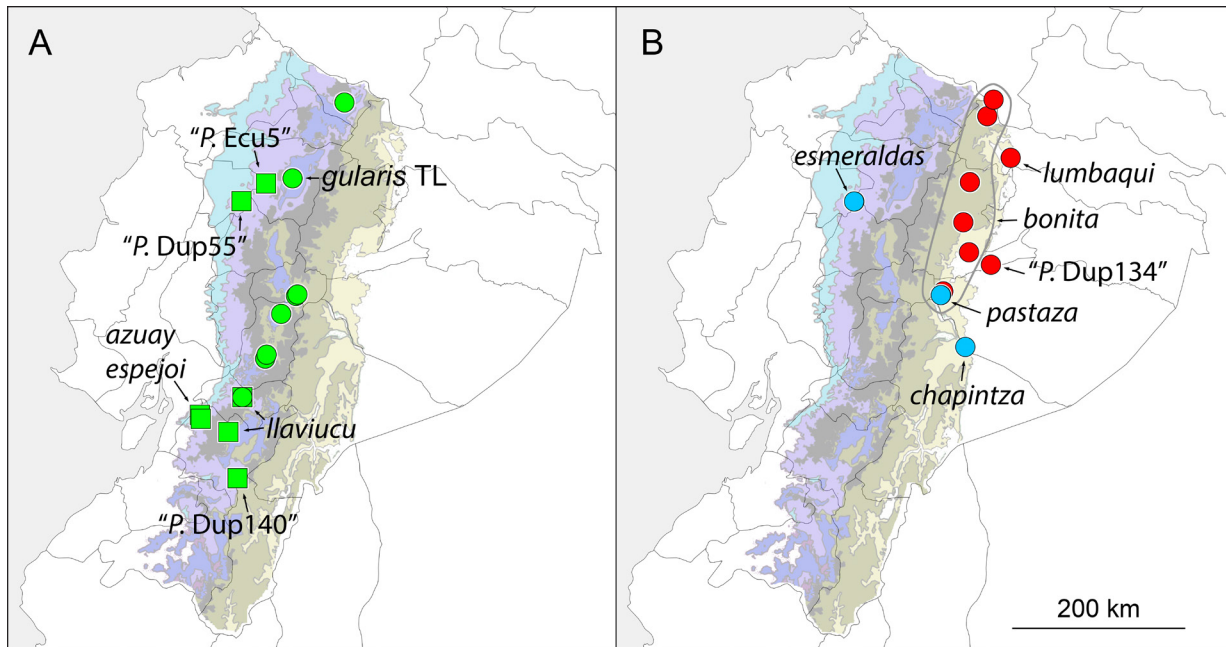 A
“P. Ecu5”
gularis TL
“P. Dup55”
azuay
espejoi
llaviucu
“P. Dup140”
B
esmeraldas
lumbaqui
bonita
“P. Dup134”
pastaza
chapintza
200 km